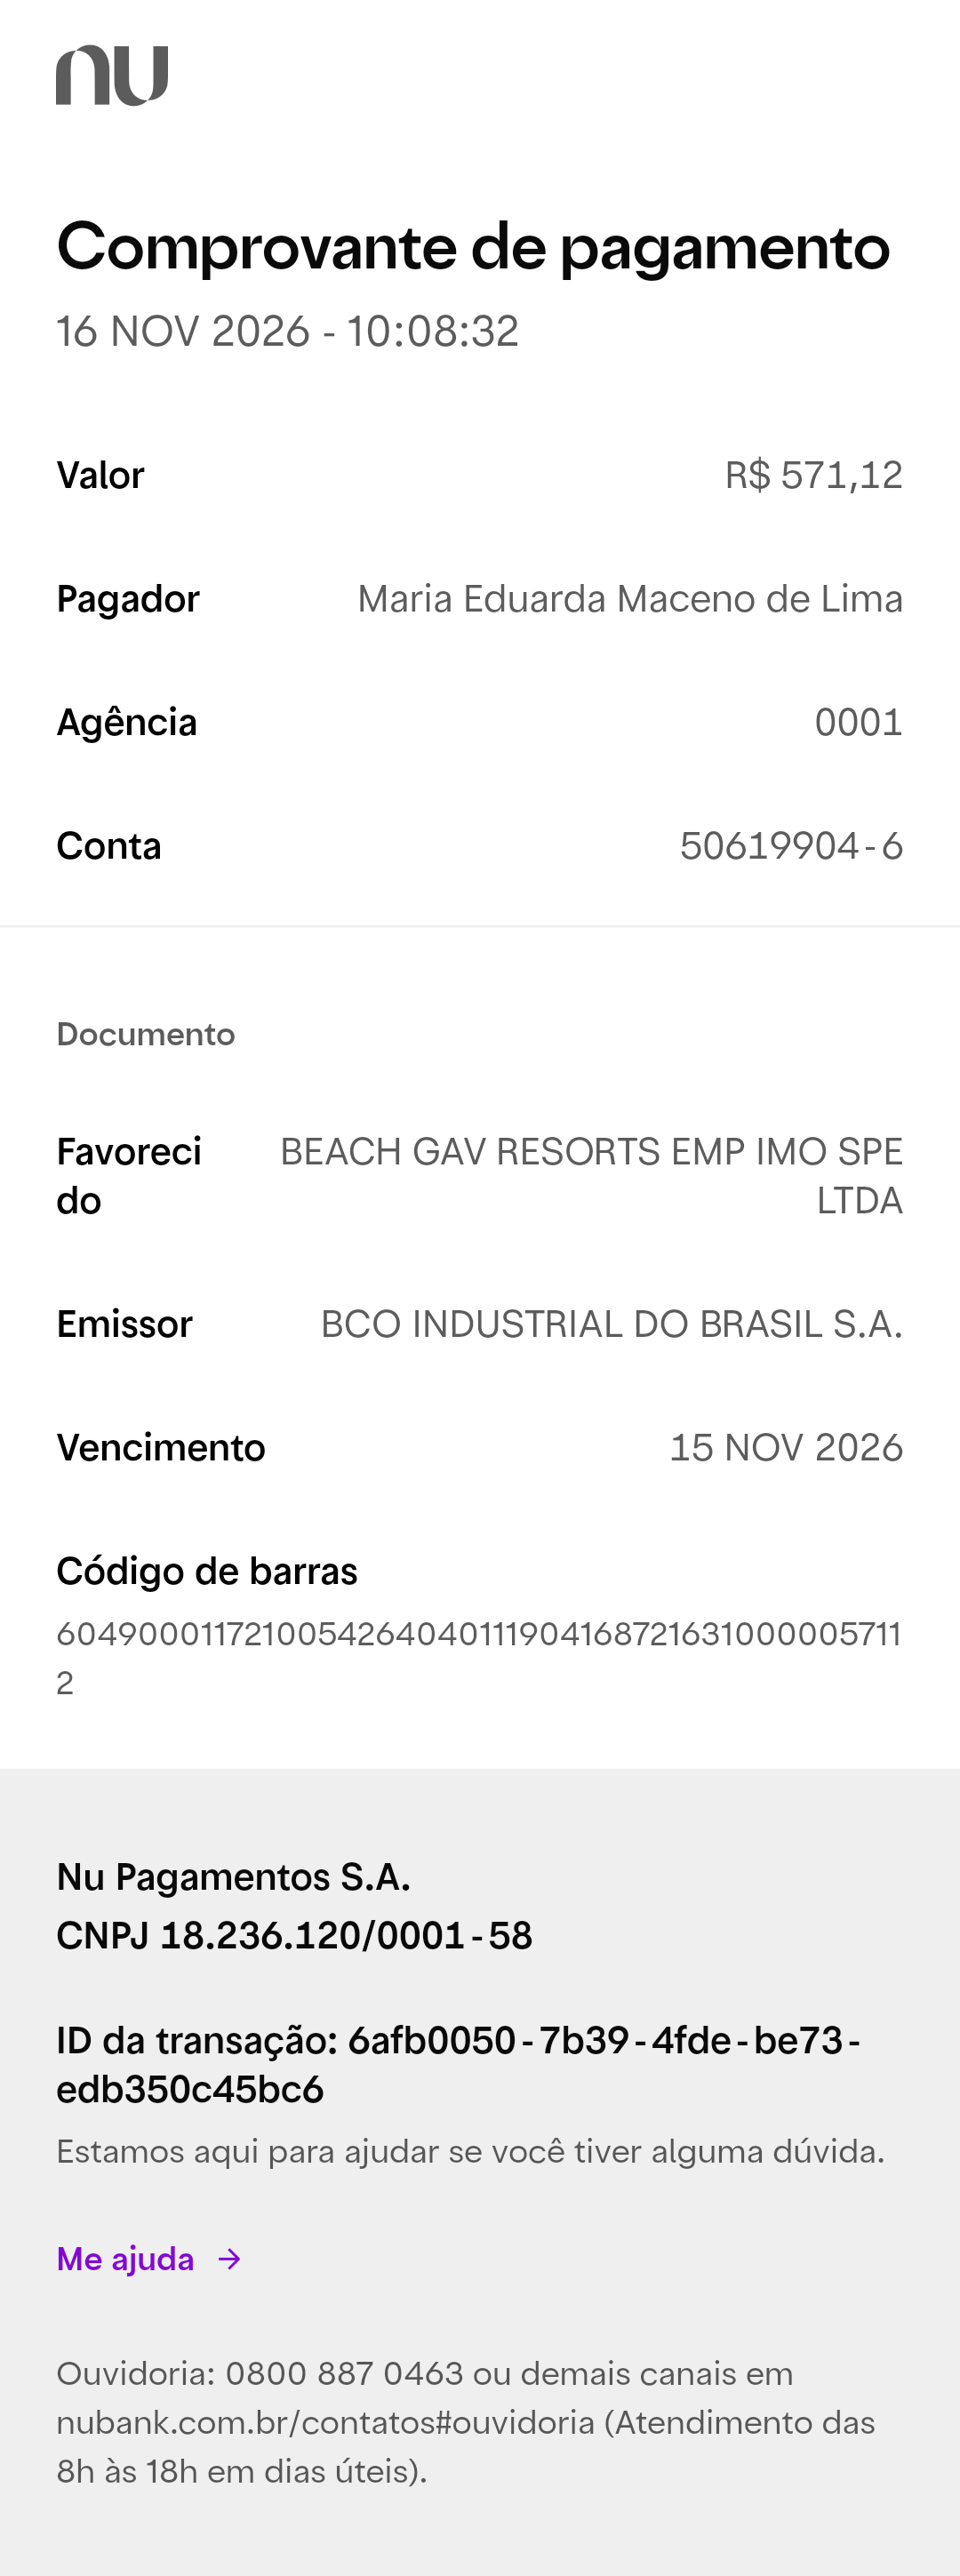 nu
Comprovante de pagamento
16 NOV 2026 - 10:08:32
Valor R$ 571,12
Pagador Maria Eduarda Maceno de Lima
Agência 0001
Conta 50619904-6
Documento
Favoreci BEACH GAV RESORTS EMP IMO SPE
do LTDA
Emissor BCO INDUSTRIAL DO BRASIL S.A.
Vencimento 15 NOV 2026
Código de barras
6049000117210054264040111904168721631000005711
2
Nu Pagamentos S.A.
CNPJ 18.236.120/0001-58
ID da transação: 6afb0050-7b39-4fde-be73-
edb350c45bc6
Estamos aqui para ajudar se você tiver alguma dúvida.
Me ajuda →
Ouvidoria: 0800 887 0463 ou demais canais em
nubank.com.br/contatos#ouvidoria (Atendimento das
8h às 18h em dias úteis).